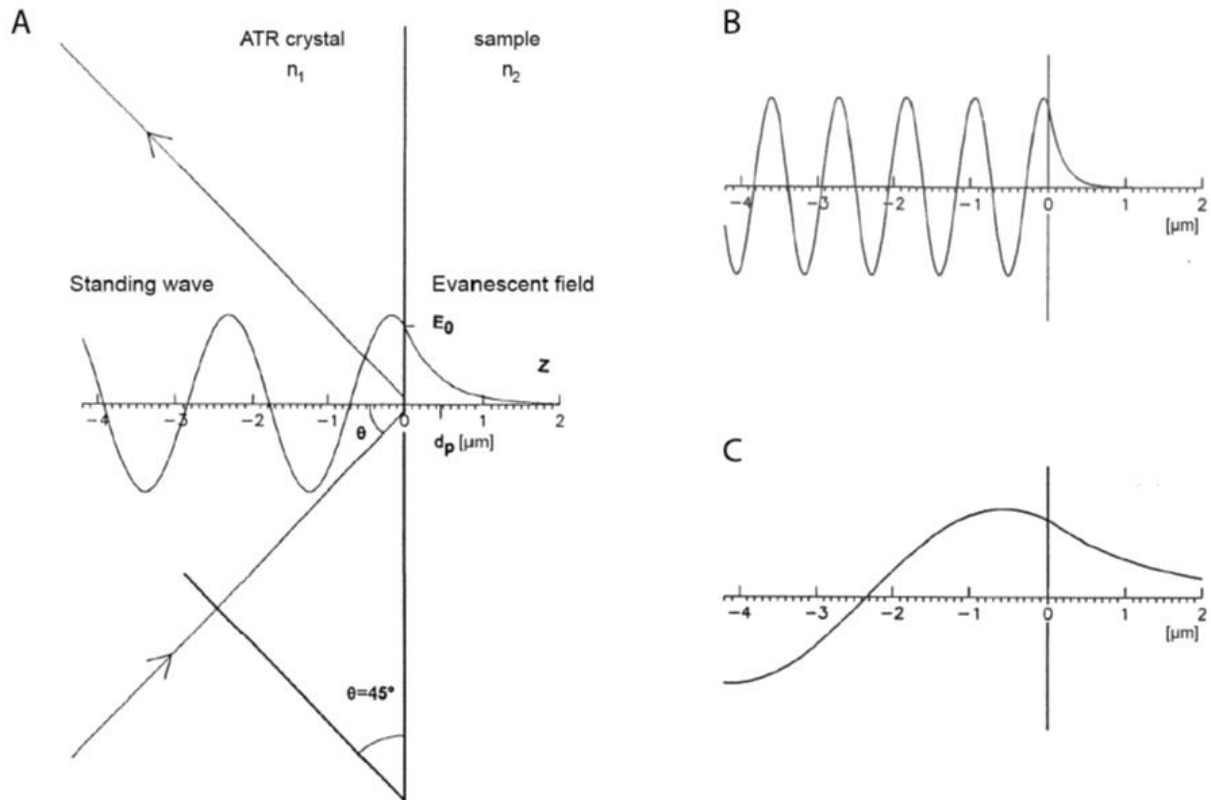 A
ATR crystal
n₁
sample
n₂
Standing wave
Evanescent field
E₀
z
-4 -3 -2 -1 0 1 2
θ
dₚ [μm]
θ=45°
B
-4 -3 -2 -1 0 1 2
[μm]
C
-4 -3 -2 -1 0 1 2
[μm]